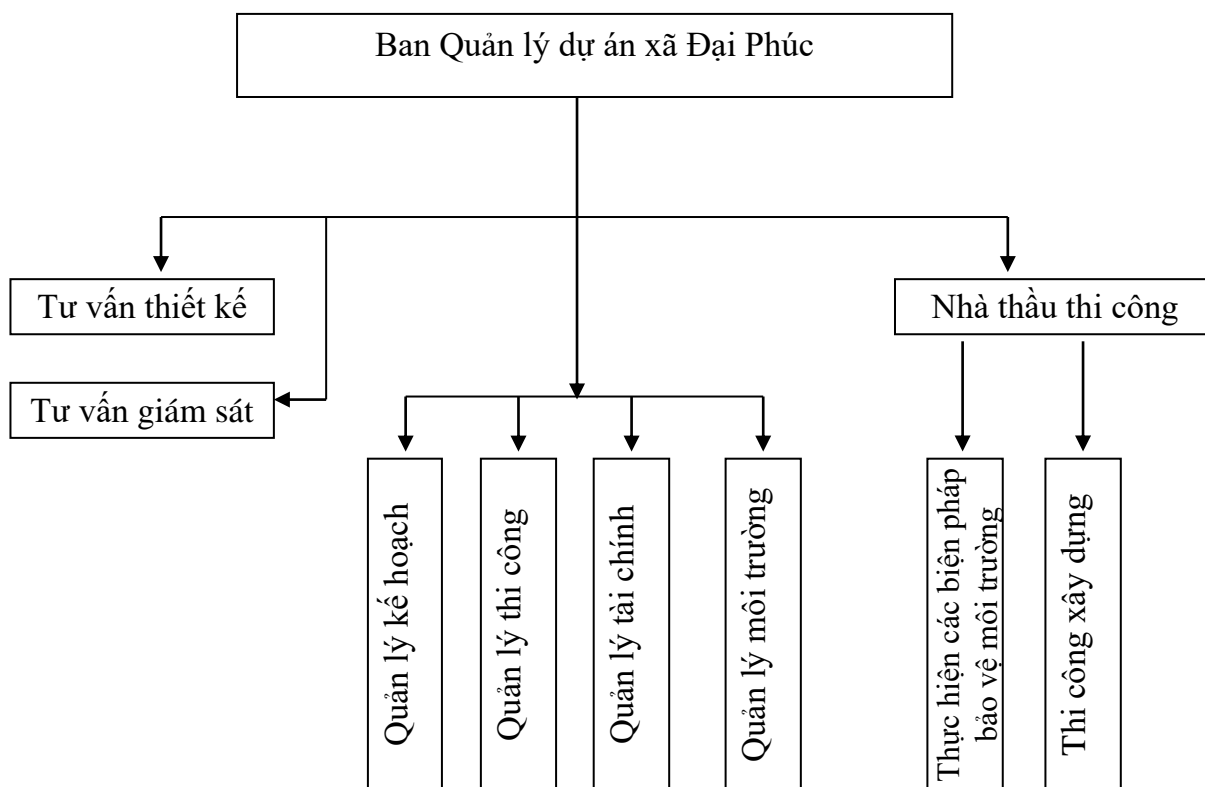 Ban Quản lý dự án xã Đại Phúc
Tư vấn thiết kế
Nhà thầu thi công
Tư vấn giám sát
Quản lý kế hoạch
Quản lý thi công
Quản lý tài chính
Quản lý môi trường
Thực hiện các biện pháp
bảo vệ môi trường
Thi công xây dựng